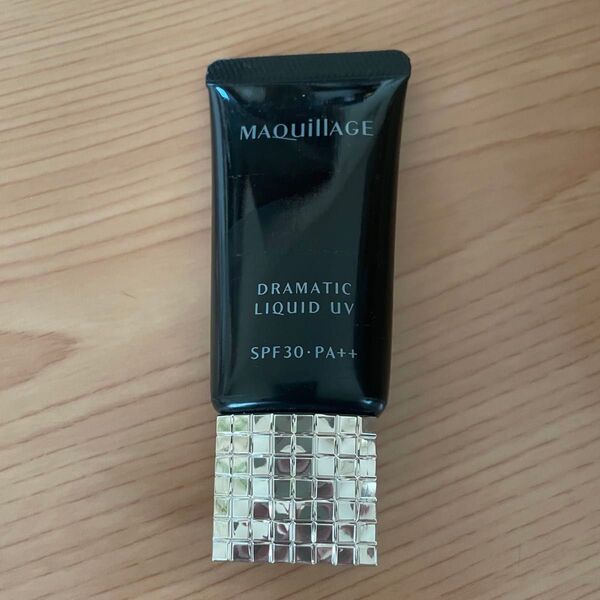 MAQuillAGE
DRAMATIC
LIQUID UV
SPF30・PA++